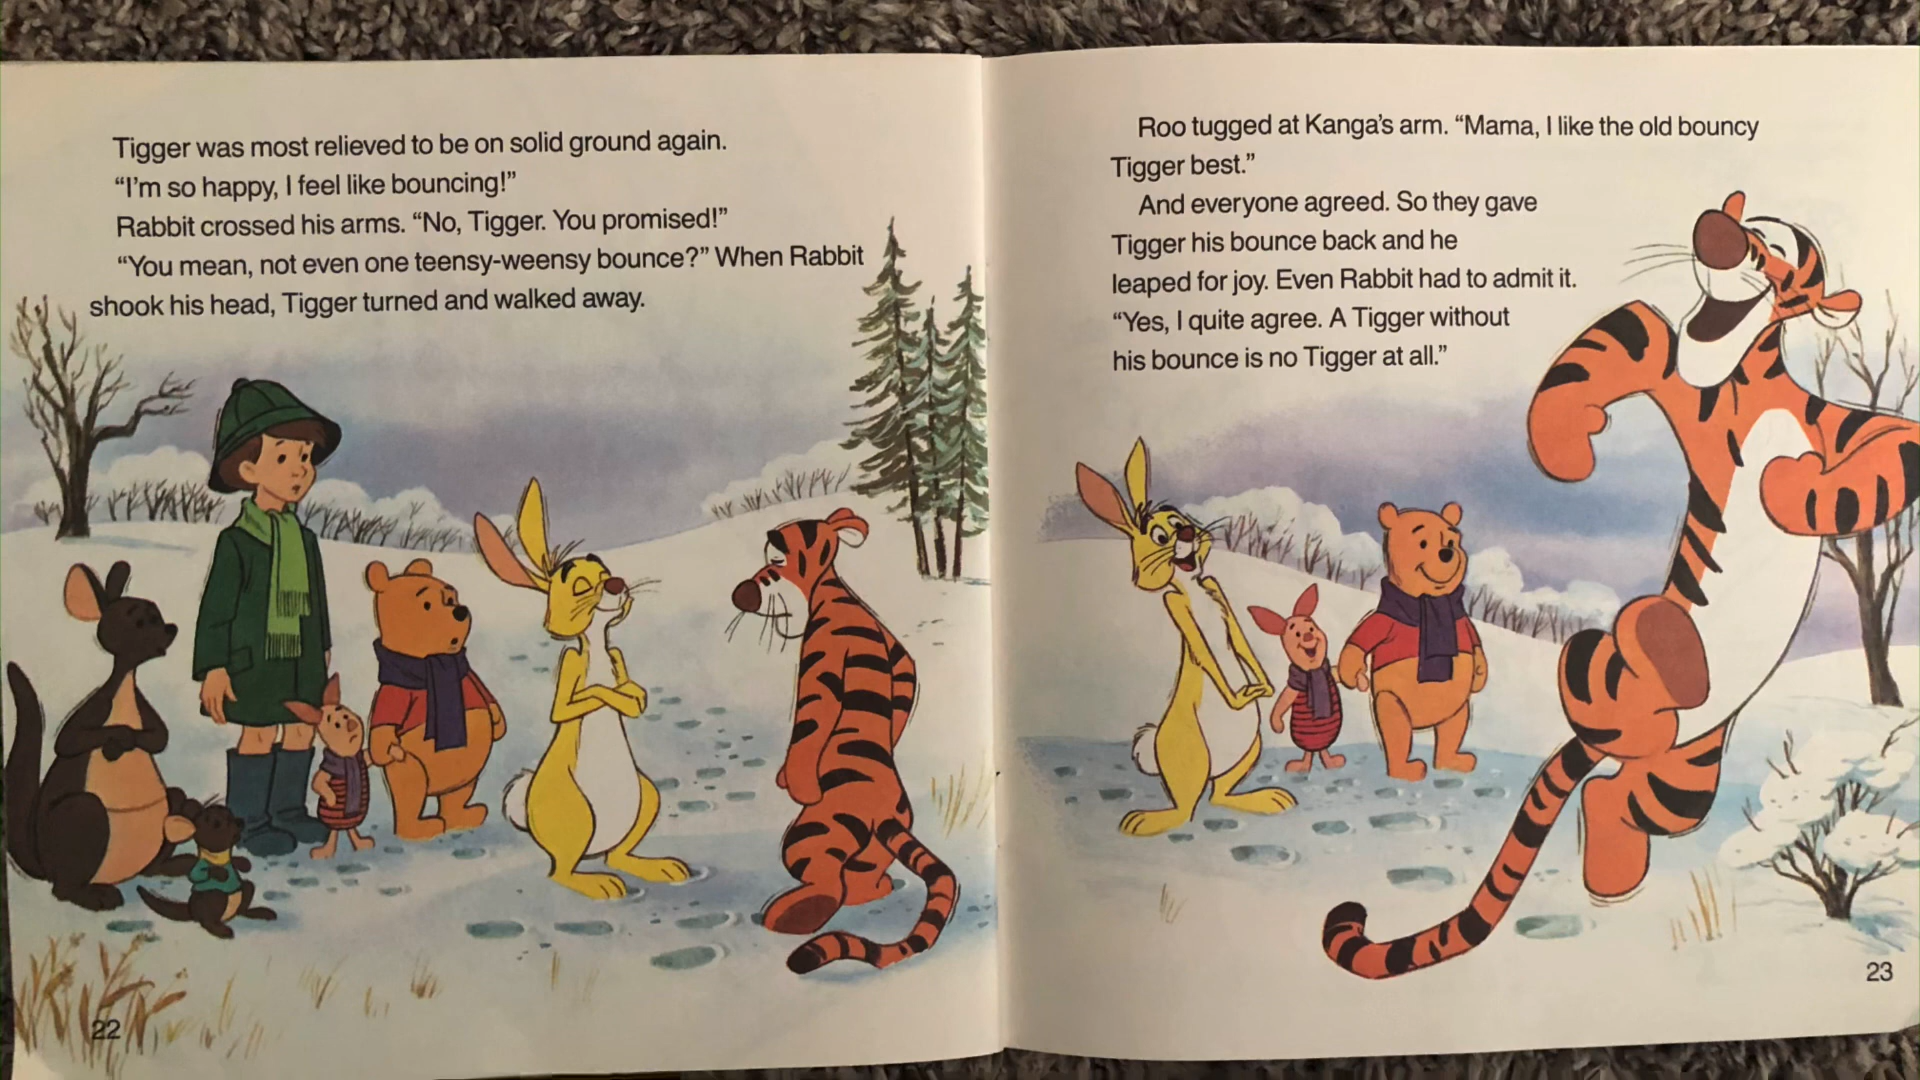 Tigger was most relieved to be on solid ground again.
“I’m so happy, I feel like bouncing!”
Rabbit crossed his arms. “No, Tigger. You promised!”
“You mean, not even one teensy-weensy bounce?” When Rabbit
shook his head, Tigger turned and walked away.
22
Roo tugged at Kanga’s arm. “Mama, I like the old bouncy
Tigger best.”
And everyone agreed. So they gave
Tigger his bounce back and he
leaped for joy. Even Rabbit had to admit it.
“Yes, I quite agree. A Tigger without
his bounce is no Tigger at all.”
23